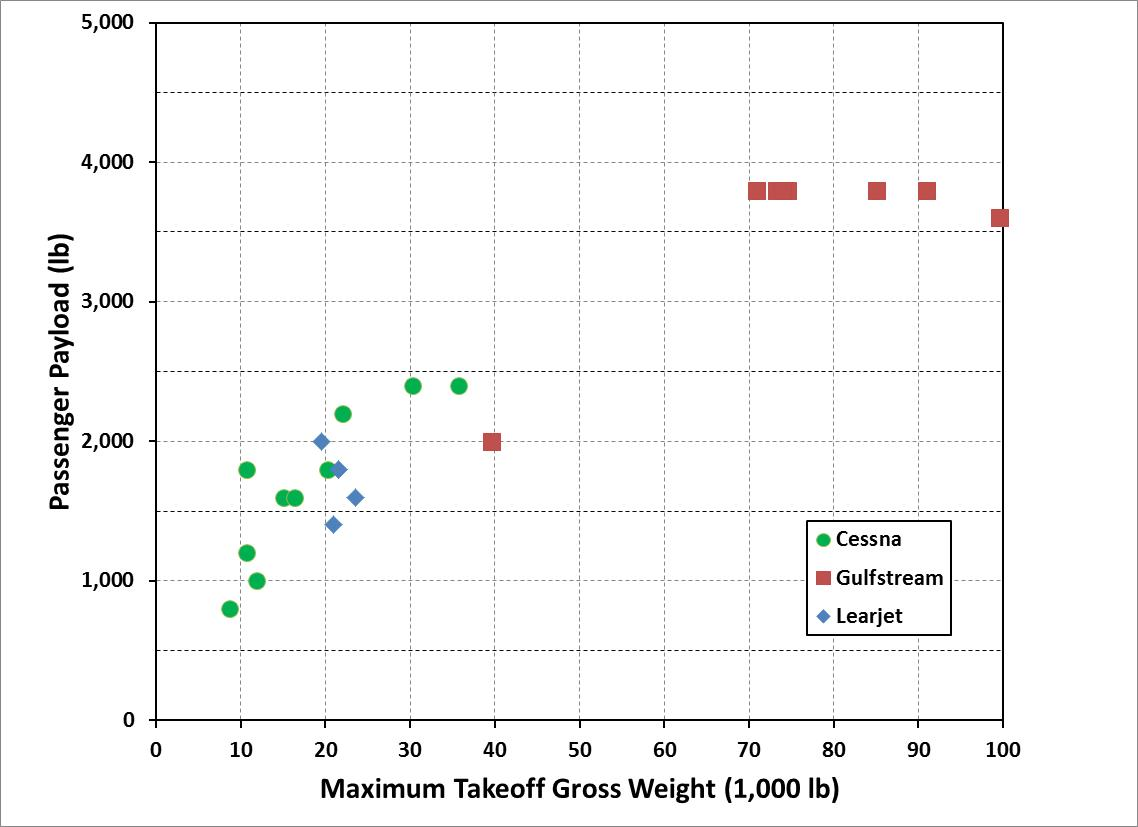 5,000
4,000
3,000
2,000
1,000
0
Passenger Payload (lb)
Cessna
Gulfstream
Learjet
0 10 20 30 40 50 60 70 80 90 100
Maximum Takeoff Gross Weight (1,000 lb)